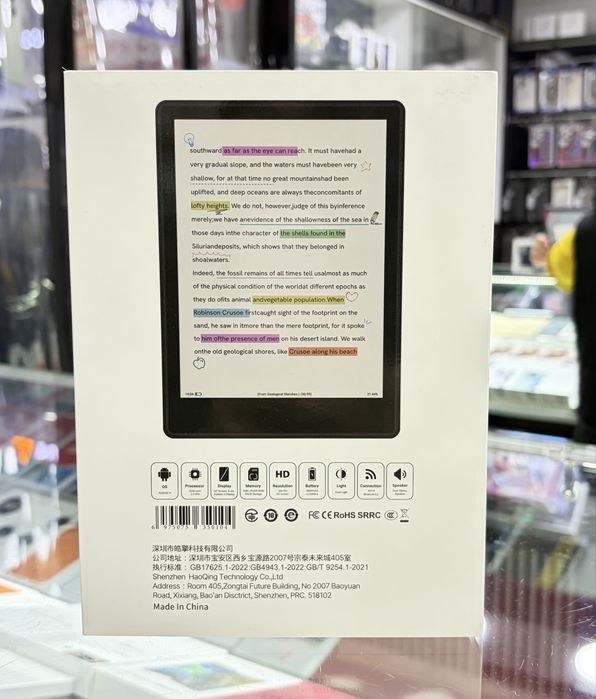 southward as far as the eye can reach. It must havehad a
very gradual slope, and the waters must havebeen very
shallow, for at that time no great mountainshad been
uplifted, and deep oceans are always theconcomitants of
lofty heights. We do not, however,judge of this byinference
merely;we have anevidence of the shallowness of the sea in
those days inthe character of the shells found in the
Siluriandeposits, which shows that they belonged in
shoalwaters.
Indeed, the fossil remains of all times tell usalmost as much
of the physical condition of the worldat different epochs as
they do ofits animal andvegetable population.When
Robinson Crusoe firstcaught sight of the footprint on the
sand, he saw in itmore than the mere footprint, for it spoke
to him ofthe presence of men on his desert island. We walk
onthe old geological shores, like Crusoe along his beach
OS
Processor
Display
Memory
HD
Resolution
Battery
Light
Connection
Speaker
6 975075 350104
10
e
FC CE RoHS SRRC CCC
深圳市皓擎科技有限公司
公司地址：深圳市宝安区西乡宝源路2007号宗泰未来城405室
执行标准：GB17625.1-2022;GB4943.1-2022;GB/T 9254.1-2021
Shenzhen HaoQing Technology Co.,Ltd
Address：Room 405,Zongtai Future Building, No 2007 Baoyuan
Road, Xixiang, Bao'an Disctrict, Shenzhen, PRC. 518102
Made In China